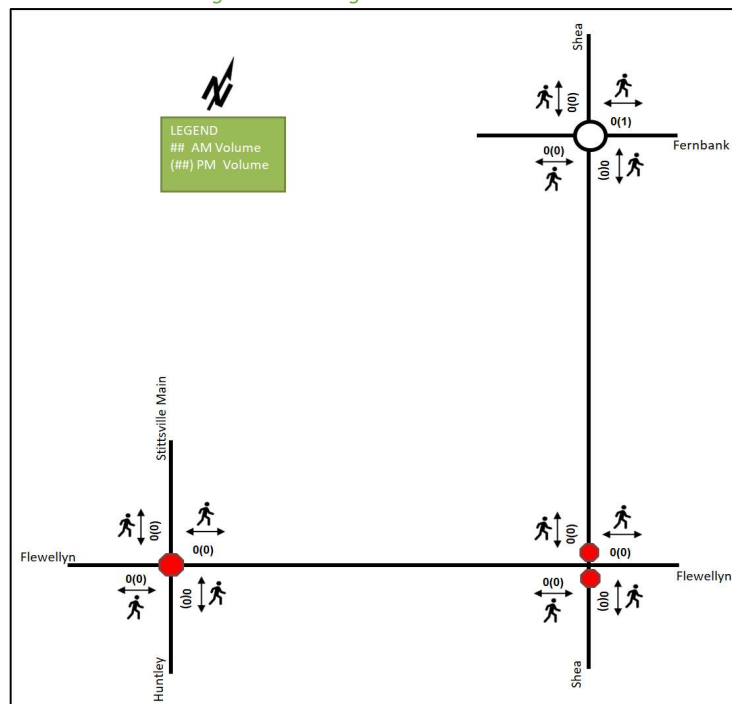 Shea
LEGEND
## AM Volume
(##) PM Volume
0(0)
0(1)
Fernbank
0(0)
0(0)
Stittsville Main
0(0)
0(0)
Flewellyn
0(0)
0(0)
Huntley
0(0)
0(0)
Flewellyn
0(0)
0(0)
Shea